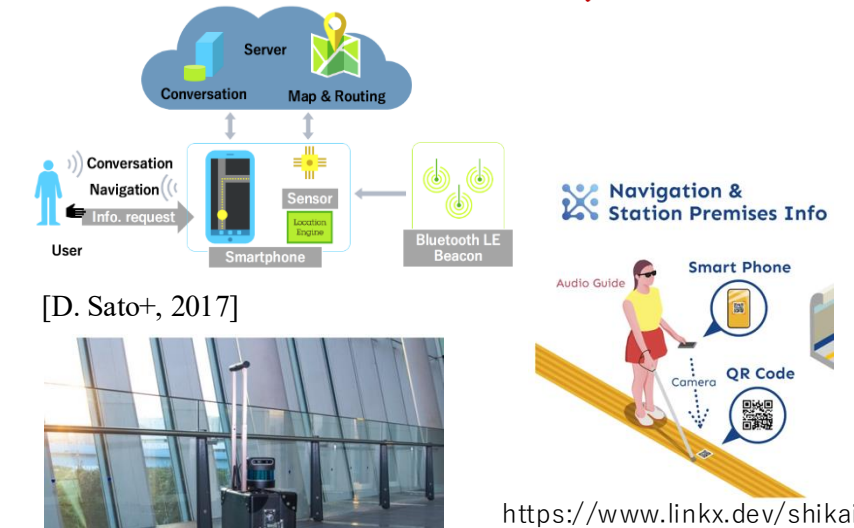 Server
Conversation
Map & Routing
Conversation
Navigation
Info. request
User
Sensor
Location
Engine
Smartphone
Bluetooth LE
Beacon
[D. Sato+, 2017]
Navigation &
Station Premises Info
Smart Phone
Audio Guide
QR Code
Camera
https://www.linkx.dev/shikai